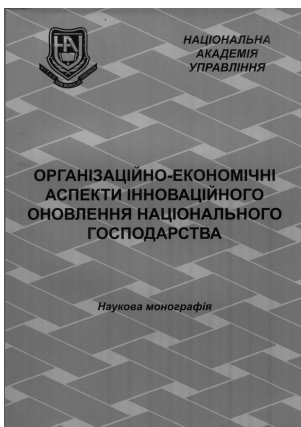 НАЦІОНАЛЬНА
АКАДЕМІЯ
УПРАВЛІННЯ
ОРГАНІЗАЦІЙНО-ЕКОНОМІЧНІ
АСПЕКТИ ІННОВАЦІЙНОГО
ОНОВЛЕННЯ НАЦІОНАЛЬНОГО
ГОСПОДАРСТВА
Наукова монографія